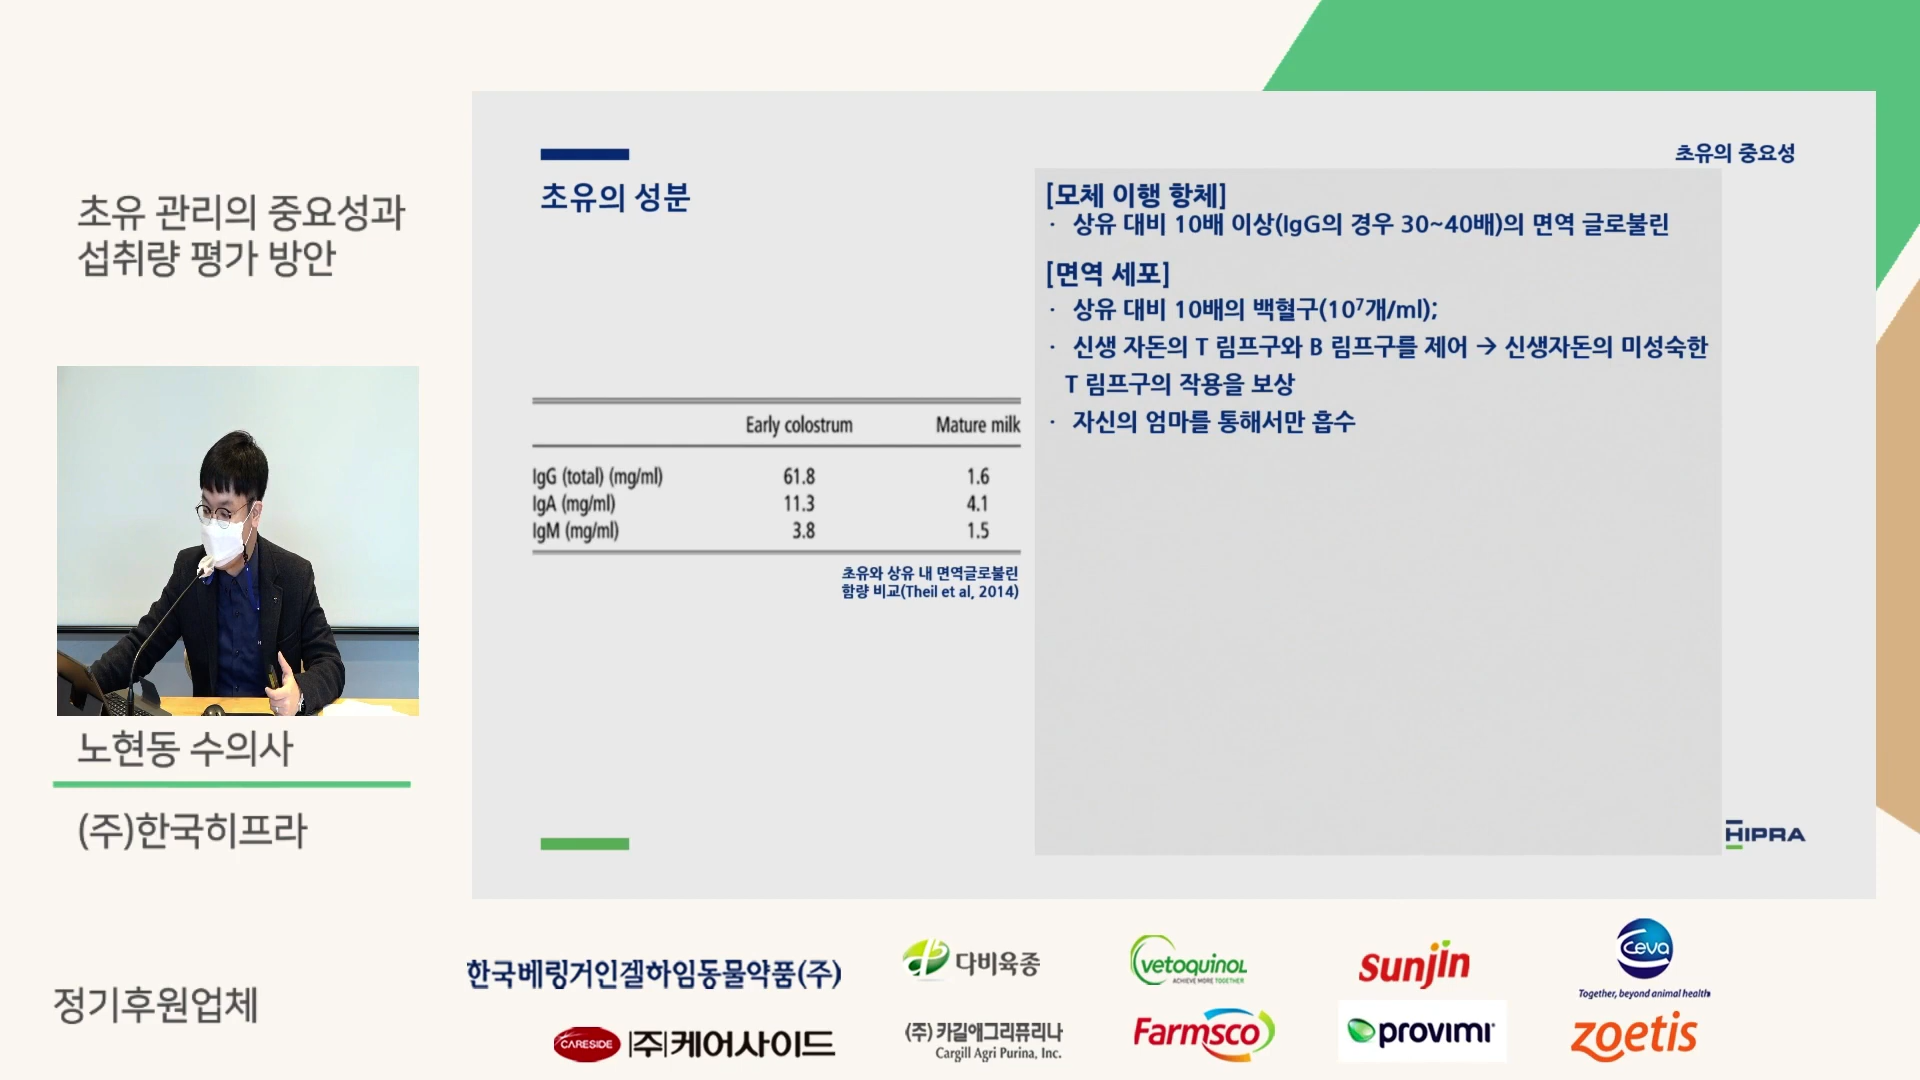 초유 관리의 중요성과
섭취량 평가 방안
노현동 수의사
(주)한국히프라
초유의 중요성
초유의 성분
Early colostrum Mature milk
IgG (total) (mg/ml) 61.8 1.6
IgA (mg/ml) 11.3 4.1
IgM (mg/ml) 3.8 1.5
초유와 상유 내 면역글로불린
함량 비교(Theil et al, 2014)
[모체 이행 항체]
· 상유 대비 10배 이상(IgG의 경우 30~40배)의 면역 글로불린
[면역 세포]
· 상유 대비 10배의 백혈구(10⁷개/ml);
· 신생 자돈의 T 림프구와 B 림프구를 제어 → 신생자돈의 미성숙한
T 림프구의 작용을 보상
· 자신의 엄마를 통해서만 흡수
HIPRA
정기후원업체
한국베링거인겔하임동물약품(주)
다비육종
vetoquinol
ACHIEVE MORE TOGETHER
sunjin
ceva
Together, beyond animal health
CARESIDE (주)케어사이드
(주) 카길애그리퓨리나
Cargill Agri Purina, Inc.
Farmsco
provimi
zoetis